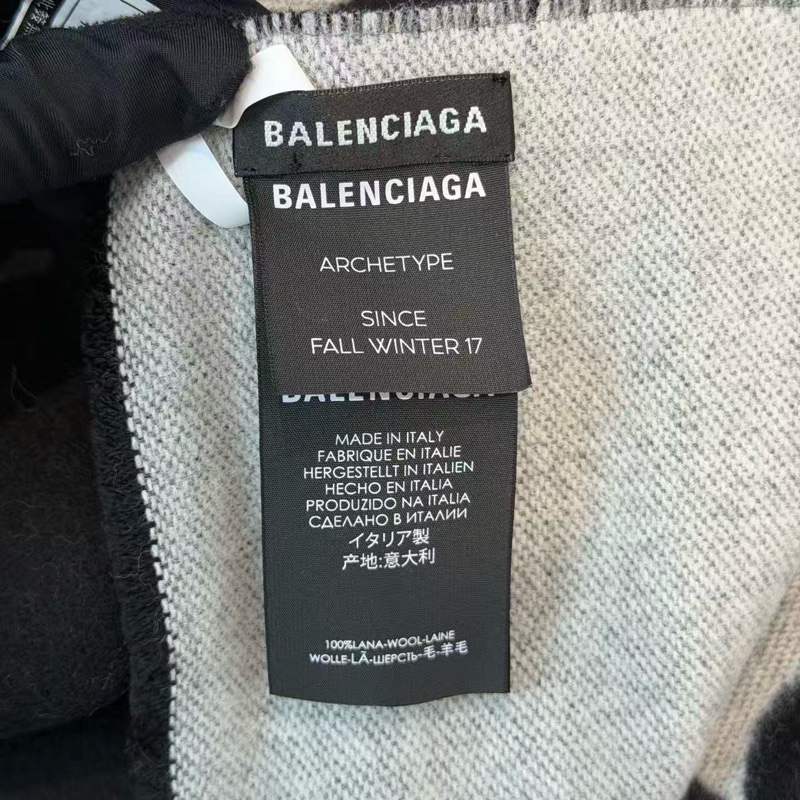 BALENCIAGA
BALENCIAGA
ARCHETYPE
SINCE
FALL WINTER 17
BALENCIAGA
MADE IN ITALY
FABRIQUE EN ITALIE
HERGESTELLT IN ITALIEN
HECHO EN ITALIA
PRODUZIDO NA ITALIA
СДЕЛАНО В ИТАЛИИ
イタリア製
产地:意大利
100%LANA-WOOL-LAINE
WOLLE-LÃ-ШЕРСТЬ-毛-羊毛